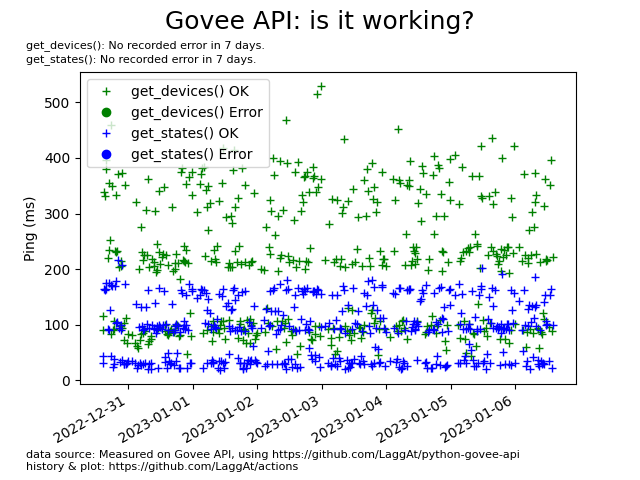 Govee API: is it working?
get_devices(): No recorded error in 7 days.
get_states(): No recorded error in 7 days.
get_devices() OK
get_devices() Error
get_states() OK
get_states() Error
Ping (ms)
500
400
300
200
100
0
2022-12-31
2023-01-01
2023-01-02
2023-01-03
2023-01-04
2023-01-05
2023-01-06
data source: Measured on Govee API, using https://github.com/LaggAt/python-govee-api
history & plot: https://github.com/LaggAt/actions